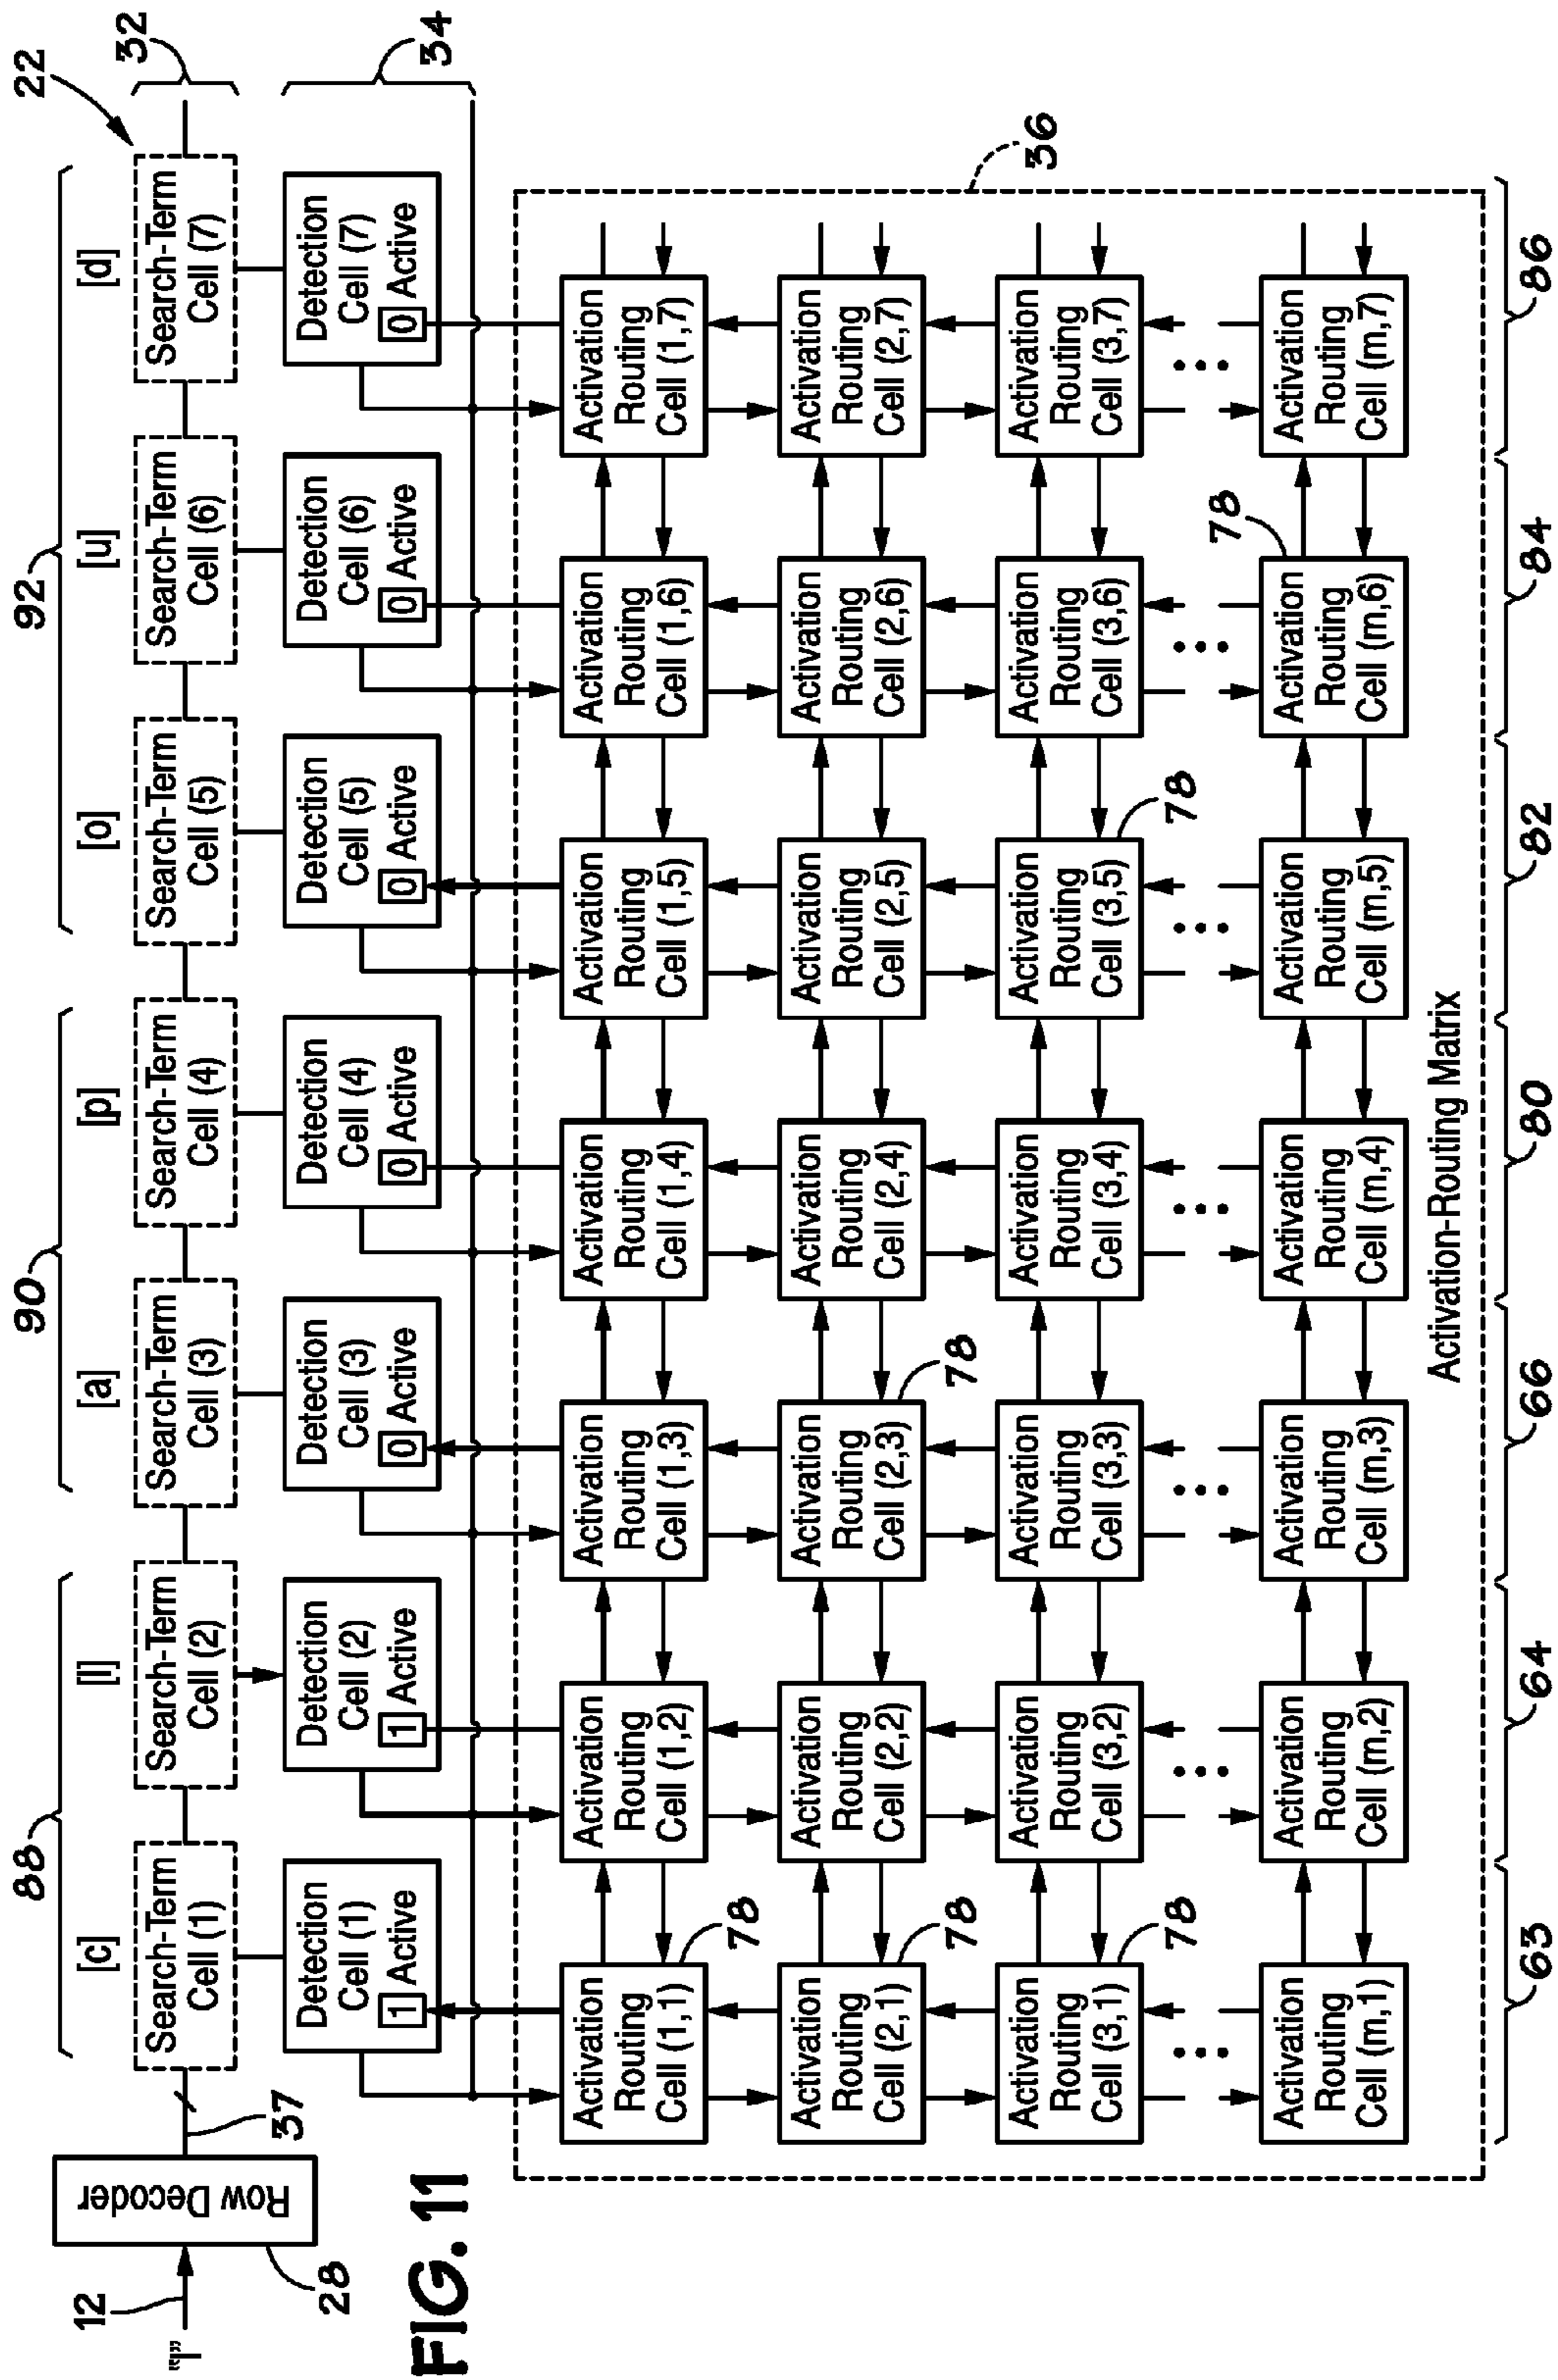 22
88
90
92
[c]
[l]
[a]
[p]
[o]
[u]
[d]
32
12
"l"
Row Decoder
28
37
Search-Term
Cell (1)
Search-Term
Cell (2)
Search-Term
Cell (3)
Search-Term
Cell (4)
Search-Term
Cell (5)
Search-Term
Cell (6)
Search-Term
Cell (7)
34
Detection
Cell (1)
1 Active
Detection
Cell (2)
1 Active
Detection
Cell (3)
0 Active
Detection
Cell (4)
0 Active
Detection
Cell (5)
0 Active
Detection
Cell (6)
0 Active
Detection
Cell (7)
0 Active
FIG. 11
36
Activation
Routing
Cell (1,1)
Activation
Routing
Cell (1,2)
Activation
Routing
Cell (1,3)
Activation
Routing
Cell (1,4)
Activation
Routing
Cell (1,5)
Activation
Routing
Cell (1,6)
Activation
Routing
Cell (1,7)
78
Activation
Routing
Cell (2,1)
Activation
Routing
Cell (2,2)
Activation
Routing
Cell (2,3)
Activation
Routing
Cell (2,4)
Activation
Routing
Cell (2,5)
Activation
Routing
Cell (2,6)
Activation
Routing
Cell (2,7)
78
78
Activation
Routing
Cell (3,1)
Activation
Routing
Cell (3,2)
Activation
Routing
Cell (3,3)
Activation
Routing
Cell (3,4)
Activation
Routing
Cell (3,5)
Activation
Routing
Cell (3,6)
Activation
Routing
Cell (3,7)
78
78
78
Activation
Routing
Cell (m,1)
Activation
Routing
Cell (m,2)
Activation
Routing
Cell (m,3)
Activation
Routing
Cell (m,4)
Activation
Routing
Cell (m,5)
Activation
Routing
Cell (m,6)
Activation
Routing
Cell (m,7)
Activation-Routing Matrix
63
64
66
80
82
84
86